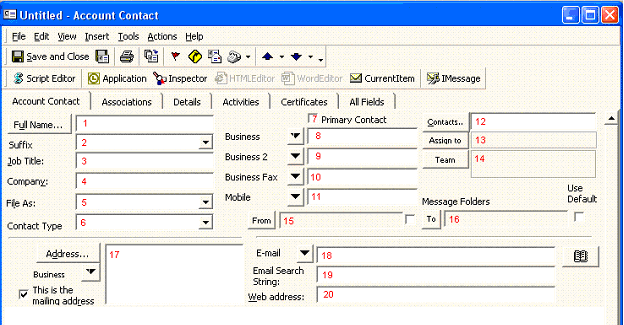 Untitled - Account Contact
File Edit View Insert Tools Actions Help
Save and Close
Script Editor Application Inspector HTMLEditor WordEditor CurrentItem IMessage
Account Contact Associations Details Activities Certificates All Fields
Full Name... 1
Suffix 2
Job Title: 3
Company: 4
File As: 5
Contact Type 6
7 Primary Contact
Business 8
Business 2 9
Business Fax 10
Mobile 11
Contacts.. 12
Assign to 13
Team 14
Use
Default
Message Folders
From 15
To 16
Address... 17
Business
This is the
mailing address
E-mail 18
Email Search
String: 19
Web address: 20